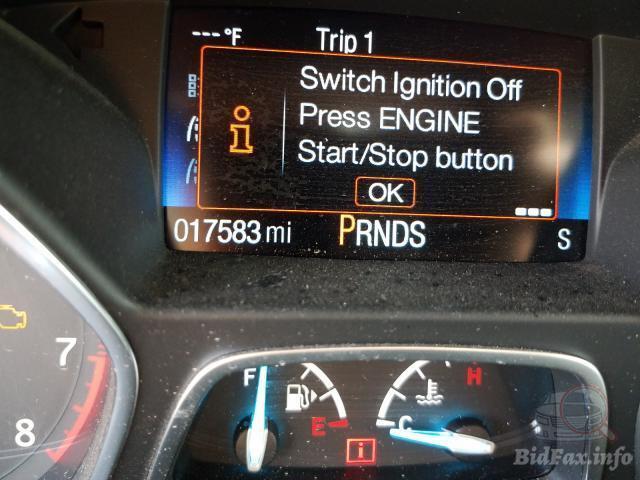 ---°F Trip 1
Switch Ignition Off
Press ENGINE
Start/Stop button
OK
017583 mi PRNDS S
7
8
F E
C H
i
BidFax.info